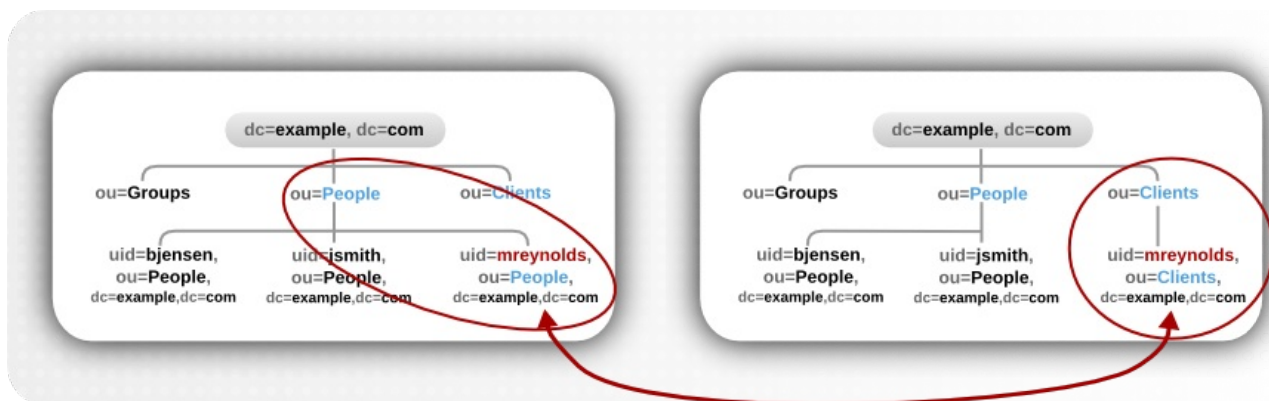 dc=example, dc=com
ou=Groups
ou=People
ou=Clients
uid=bjensen,
ou=People,
dc=example,dc=com
uid=jsmith,
ou=People,
dc=example,dc=com
uid=mreynolds,
ou=People,
dc=example,dc=com
dc=example, dc=com
ou=Groups
ou=People
ou=Clients
uid=bjensen,
ou=People,
dc=example,dc=com
uid=jsmith,
ou=People,
dc=example,dc=com
uid=mreynolds,
ou=Clients,
dc=example,dc=com